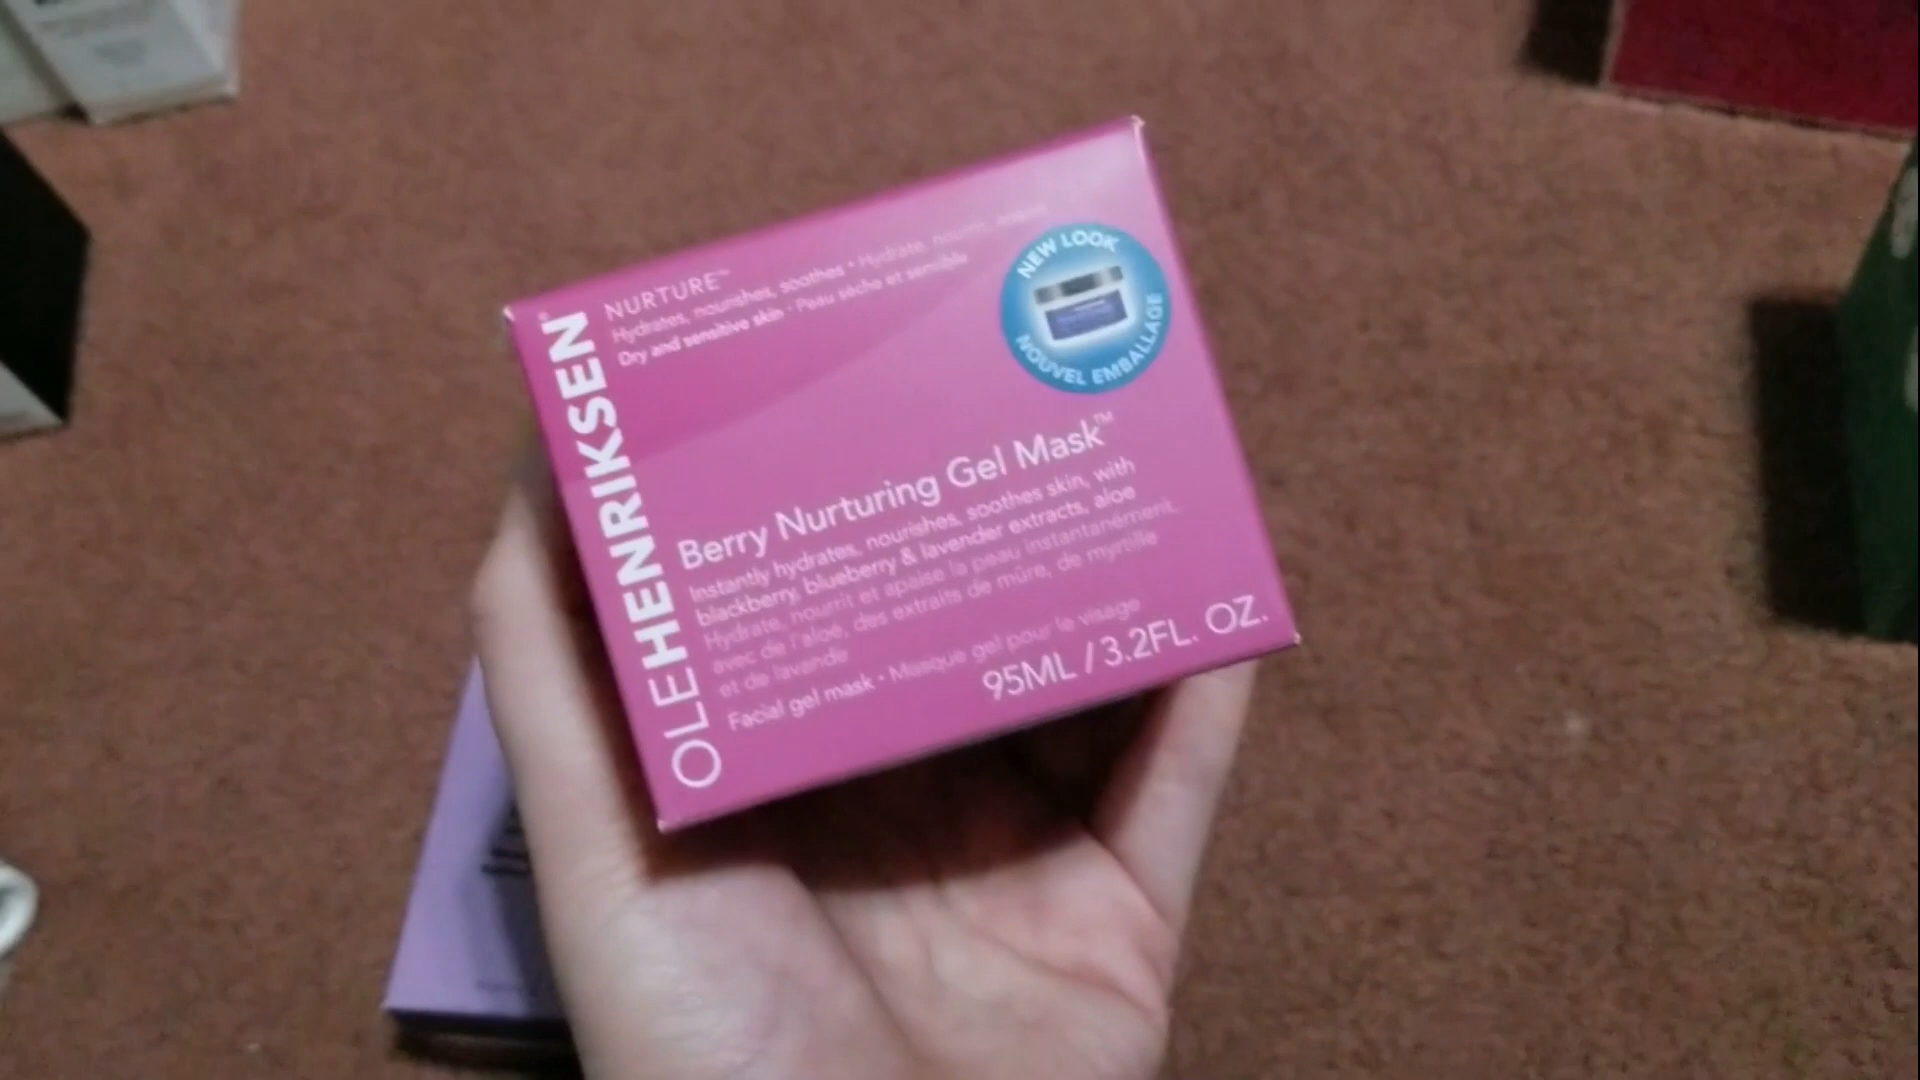 OLEHENRIKSEN®
NURTURE™
Hydrates, nourishes, soothes • Hydrate, nourrit, apaise
Dry and sensitive skin • Peau sèche et sensible
NEW LOOK
NOUVEL EMBALLAGE
Berry Nurturing Gel Mask™
Instantly hydrates, nourishes, soothes skin, with
blackberry, blueberry & lavender extracts, aloe
Hydrate, nourrit et apaise la peau instantanément,
avec de l'aloé, des extraits de mûre, de myrtille
et de lavande
Facial gel mask • Masque gel pour le visage
95ML / 3.2FL. OZ.